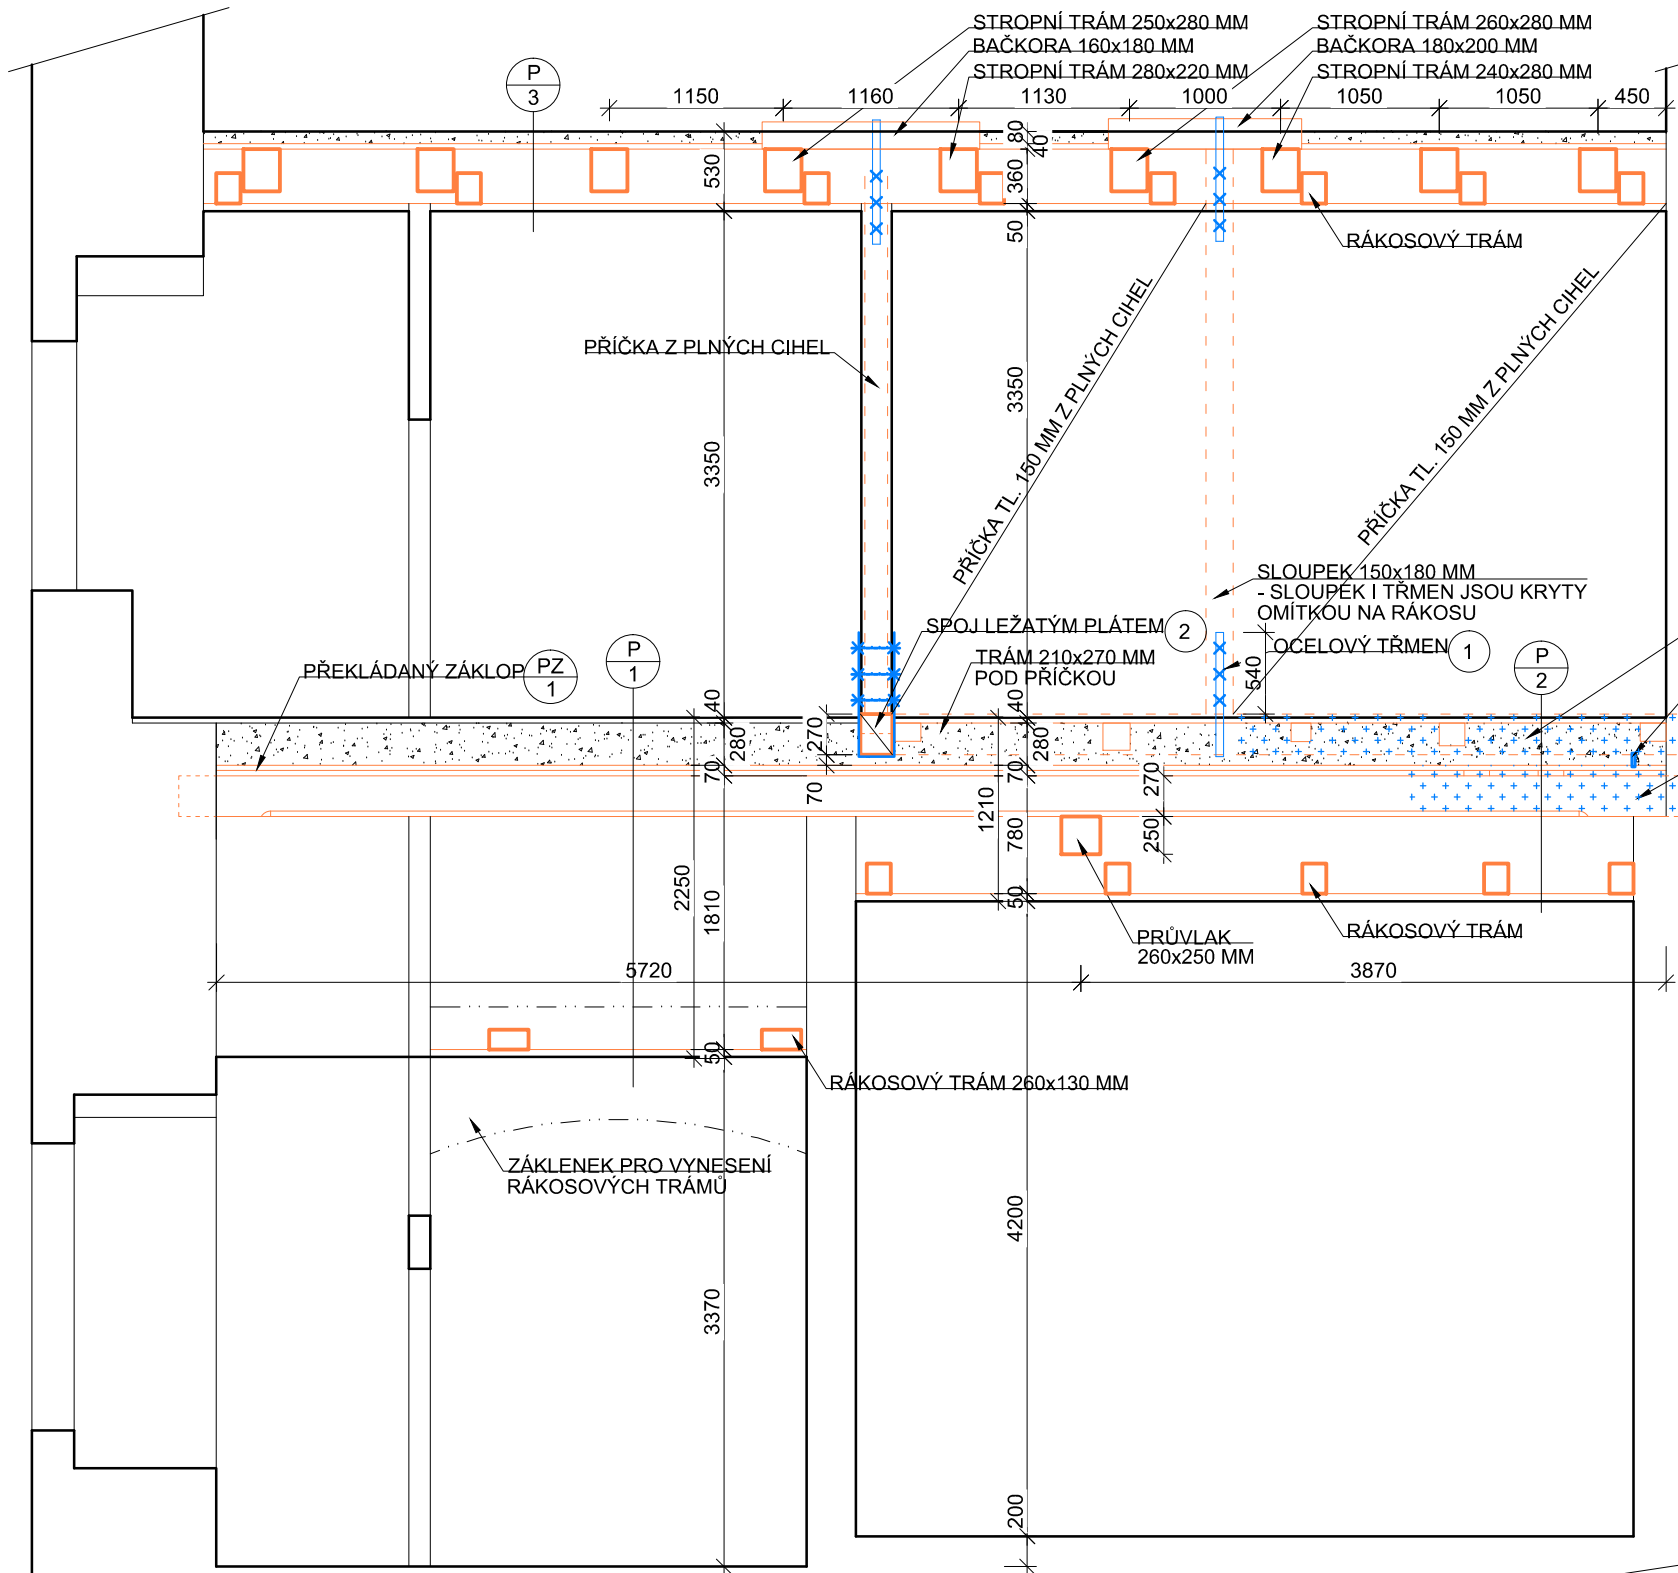 STROPNÍ TRÁM 250x280 MM
BAČKORA 160x180 MM
STROPNÍ TRÁM 280x220 MM
STROPNÍ TRÁM 260x280 MM
BAČKORA 180x200 MM
STROPNÍ TRÁM 240x280 MM
P
3
1150
1160
1130
1000
1050
1050
450
80
40
530
360
50
RÁKOSOVÝ TRÁM
PŘÍČKA Z PLNÝCH CIHEL
3350
3350
PŘÍČKA TL. 150 MM Z PLNÝCH CIHEL
PŘÍČKA TL. 150 MM Z PLNÝCH CIHEL
SLOUPEK 150x180 MM
- SLOUPEK I TŘMEN JSOU KRYTY
OMÍTKOU NA RÁKOSU
SPOJ LEŽATÝM PLÁTEM
2
OCELOVÝ TŘMEN
1
540
TRÁM 210x270 MM
POD PŘÍČKOU
P
1
P
2
PŘEKLÁDANÝ ZÁKLOP
PZ
1
40
280
70
270
70
40
280
70
1210
780
50
270
250
2250
1810
50
PRŮVLAK
260x250 MM
RÁKOSOVÝ TRÁM
5720
3870
RÁKOSOVÝ TRÁM 260x130 MM
ZÁKLENEK PRO VYNESENÍ
RÁKOSOVÝCH TRÁMŮ
3370
4200
200